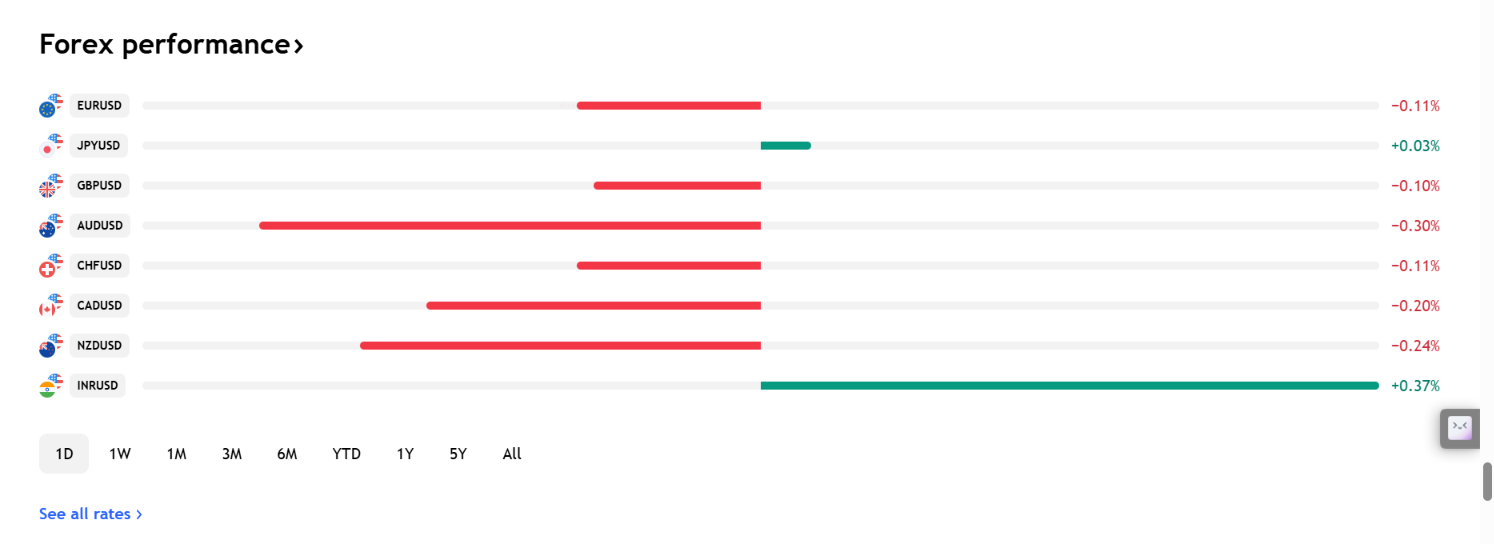 Forex performance›
EURUSD −0.11%
JPYUSD +0.03%
GBPUSD −0.10%
AUDUSD −0.30%
CHFUSD −0.11%
CADUSD −0.20%
NZDUSD −0.24%
INRUSD +0.37%
1D 1W 1M 3M 6M YTD 1Y 5Y All
See all rates ›